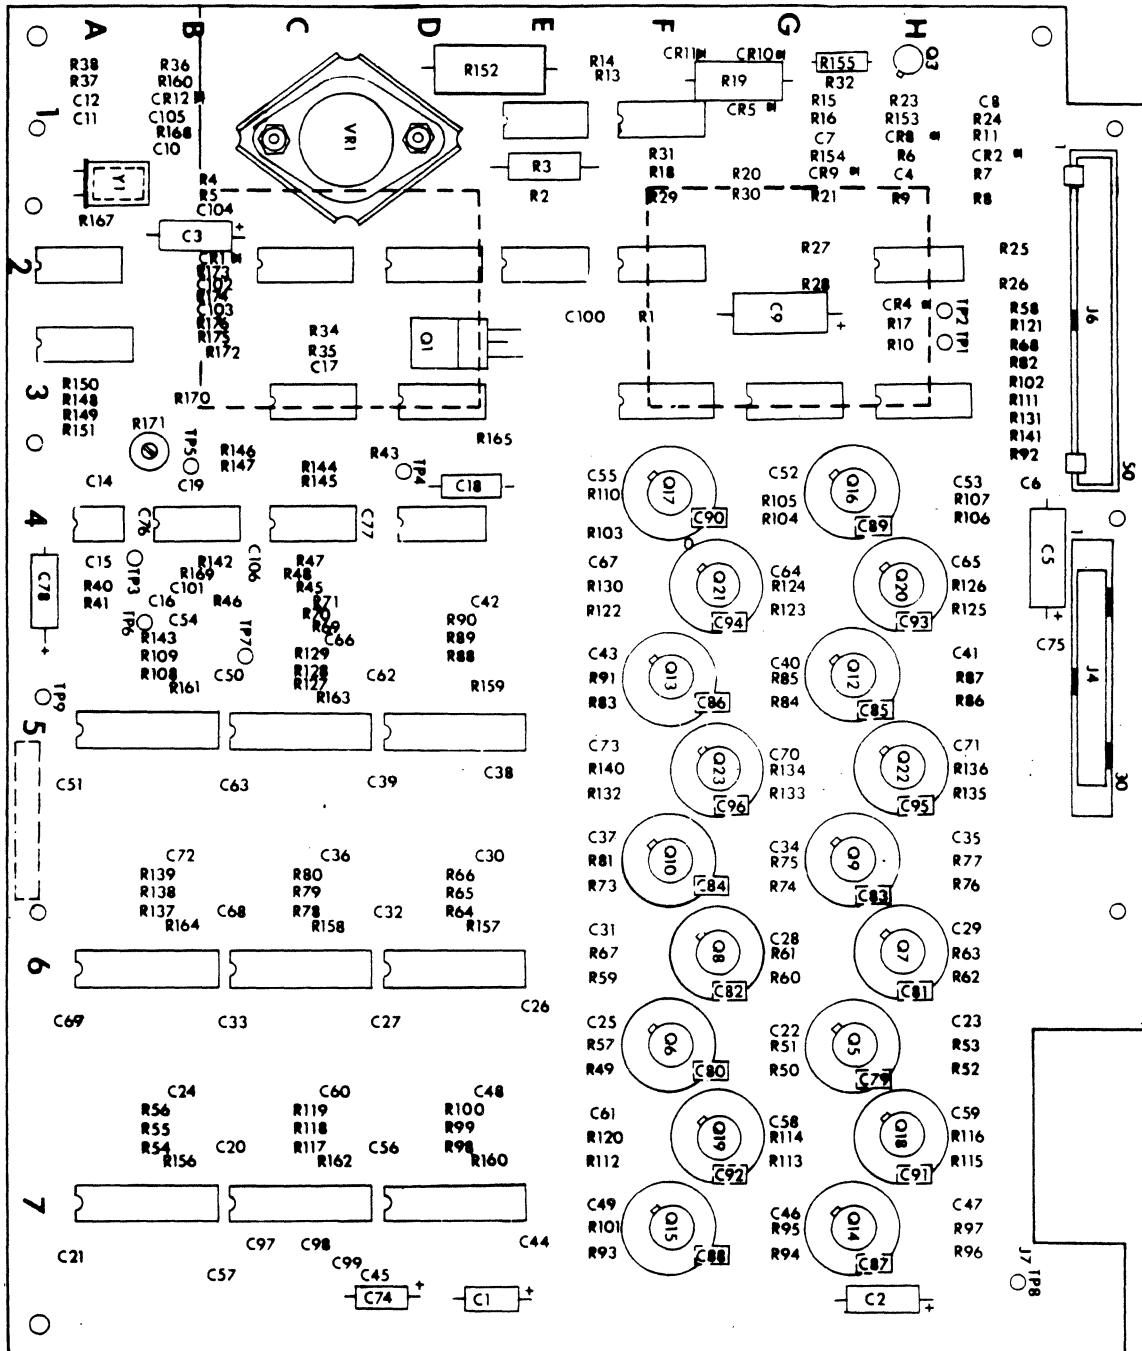 A B C D E F G H
R38 R36 R152 R14 CR11 CR10 R155 Q3
R37 R160 R13 R19 R32
C12 CR12 CR5 R15 R23 C8
C11 C105 R16 R153 R24
1 R168 VR1 C7 CR8 R11
C10 R31 R154 R6 CR2 1
Y1 R4 R3 R18 R20 CR9 C4 R7
R5 R2 R29 R30 R21 R9 R8
R167 C104
C3 +
2 CR1 R27 R25
R173
C102 R28 R26
R174
C103 C100 R1 C9 + CR4 TP2 R58 J6
R176 R34 Q1 R17 R121
R175
R172 R35 R10 TP1 R68
C17 R82
3 R150 R102
R148 R170 R111
R149 R131
R151 R171 TP5 R165 R141
R146 R43 R92
R147 R144 TP4 C55 Q17 C52 Q16 C53 C6 50
C14 C19 R145 C18 R110 R105 R107
4 C76 C77 C90 R104 C89 R106 1
R103
C15 TP3 R142 C106 R47 C67 C64 C65 C5
C78 R40 R169 R48 R130 Q21 R124 Q20 R126
C101 R45
R41 C16 R46 R71 C42 R122 R123 R125
TP6 C54 R70 R90 C94 C93 +
+ R143 TP7 R69 R89 C75
R109 C66 R88 C43 C40 C41
R129
R108 C50 R128 C62 R91 Q13 R85 Q12 R87 J4
TP9 R161 R127 R159 R83 C86 R84 C85 R86
R163
5 C73 C70 C71
C51 C63 C39 C38 R140 Q23 R134 Q22 R136
R132 C96 R133 C95 R135 30
C37 C34 C35
C72 C36 C30 R81 Q10 R75 Q9 R77
R139 R80 R66
R138 R79 R65 R73 C84 R74 C83 R76
R137 C68 R78 C32 R64
R164 R158 R157 C31 C28 C29
6 R67 Q8 R61 Q7 R63
R59 C82 R60 C81 R62
C69 C33 C27 C26 C25 C22 C23
R57 Q6 R51 Q5 R53
R49 C80 R50 C79 R52
C24 C60 C48
R56 R119 R100 C61 C58 C59
R55 R118 R99 R120 Q19 R114 Q18 R116
R54 C20 R117 C56 R98
R156 R162 R160 R112 C92 R113 C91 R115
7 C49 C46 C47
R101 Q15 R95 Q14 R97
C21 C97 C98 C44 R93 C88 R94 C87 R96 J7
C57 C99 C45 TP8
C74 + C1 + C2 +